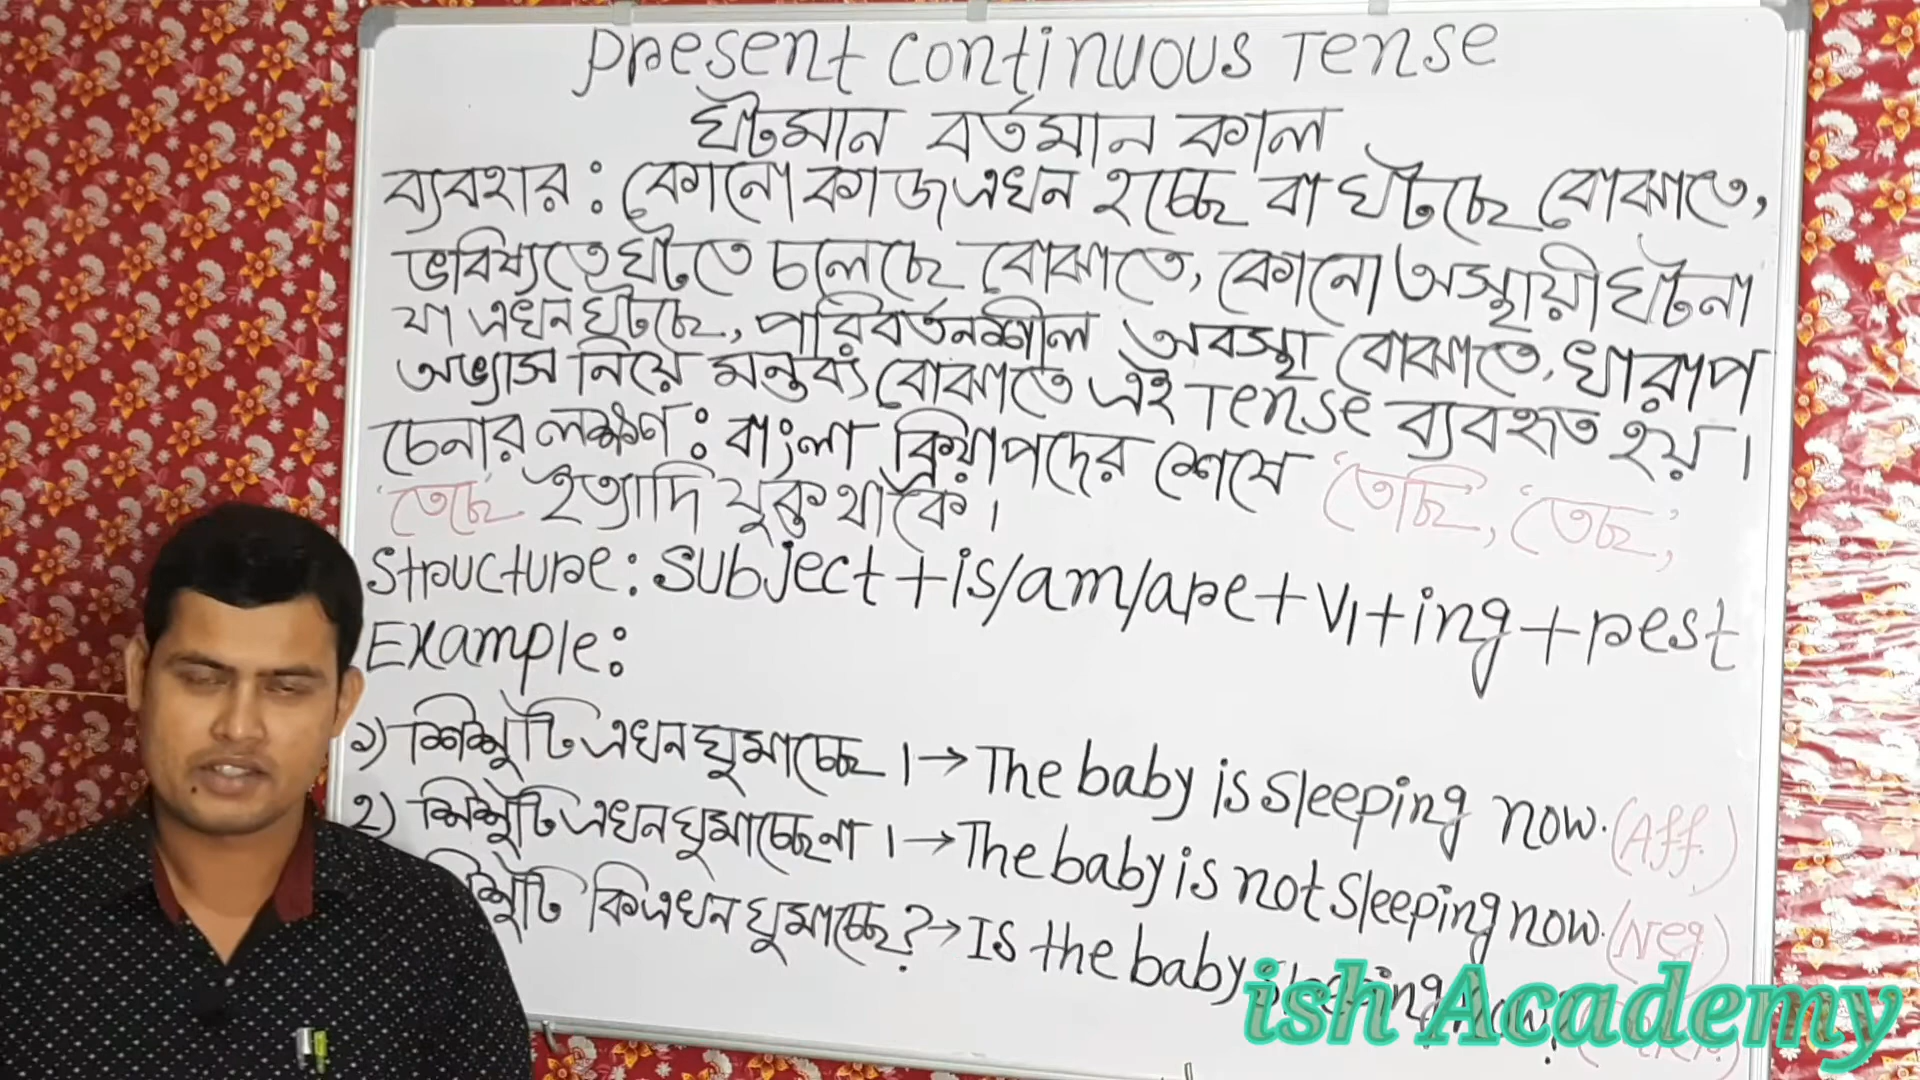 Present Continuous Tense
ঘটমান বর্তমান কাল
ব্যবহার : কোনো কাজ এখন হচ্ছে বা ঘটছে বোঝাতে,
ভবিষ্যতে ঘটতে চলেছে বোঝাতে, কোনো অস্থায়ী ঘটনা
যা এখন ঘটছে, পরিবর্তনশীল অবস্থা বোঝাতে, খারাপ
অভ্যাস নিয়ে মন্তব্য বোঝাতে এই Tense ব্যবহৃত হয়।
চেনার লক্ষণ : বাংলা ক্রিয়াপদের শেষে 'তেছি', 'তেছ',
'তেছে' ইত্যাদি যুক্ত থাকে।
Structure: Subject + is/am/are + V1 + ing + rest
Example:
১) শিশুটি এখন ঘুমাচ্ছে। → The baby is sleeping now. (Aff.)
২) শিশুটি এখন ঘুমাচ্ছেনা। → The baby is not sleeping now. (Neg.)
শিশুটি কি এখন ঘুমাচ্ছে? → Is the baby sleeping now?
ish Academy